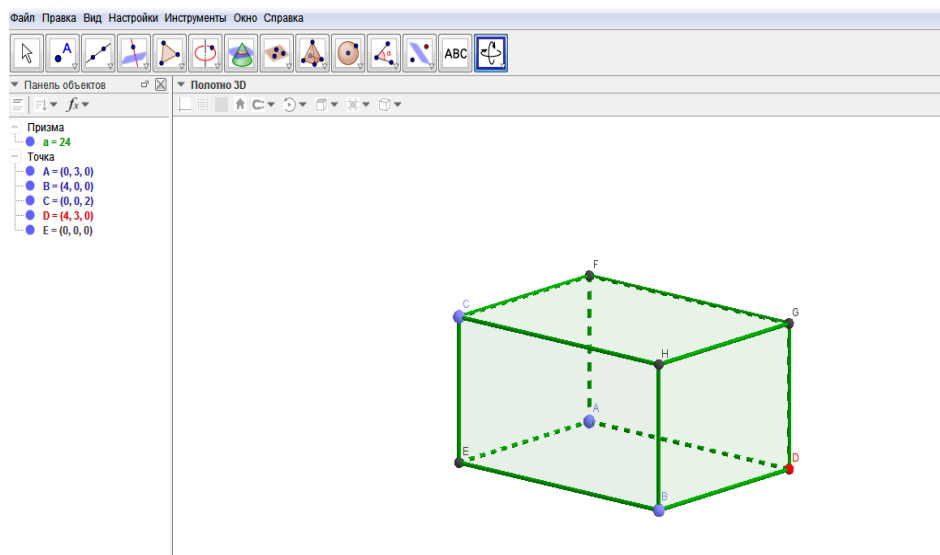 Файл Правка Вид Настройки Инструменты Окно Справка
A
α
ABC
Панель объектов
Полотно 3D
fx
Призма
a = 24
Точка
A = (0, 3, 0)
B = (4, 0, 0)
C = (0, 0, 2)
D = (4, 3, 0)
E = (0, 0, 0)
F
C
G
H
A
E
D
B